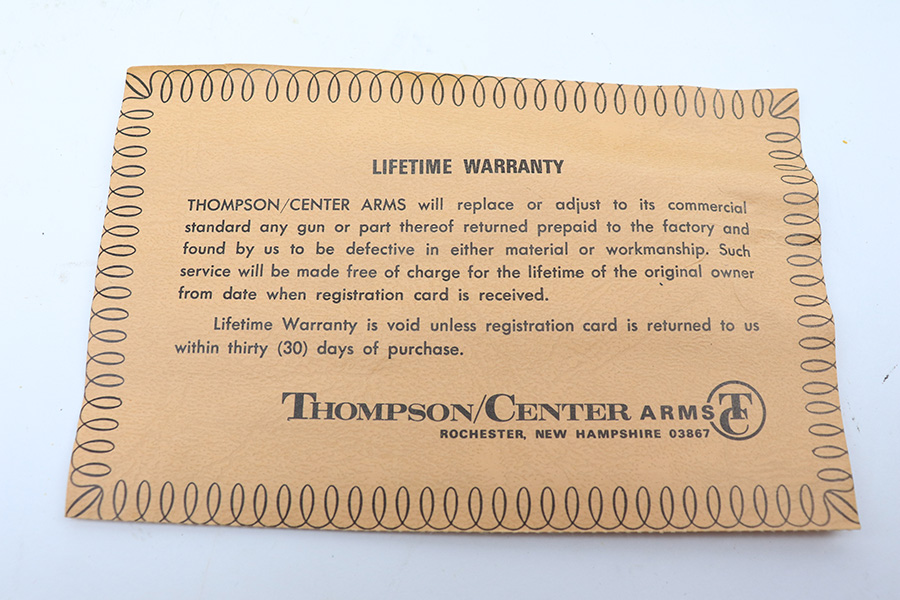 LIFETIME WARRANTY
THOMPSON/CENTER ARMS will replace or adjust to its commercial
standard any gun or part thereof returned prepaid to the factory and
found by us to be defective in either material or workmanship. Such
service will be made free of charge for the lifetime of the original owner
from date when registration card is received.
Lifetime Warranty is void unless registration card is returned to us
within thirty (30) days of purchase.
THOMPSON/CENTER ARMS TC
ROCHESTER, NEW HAMPSHIRE 03867